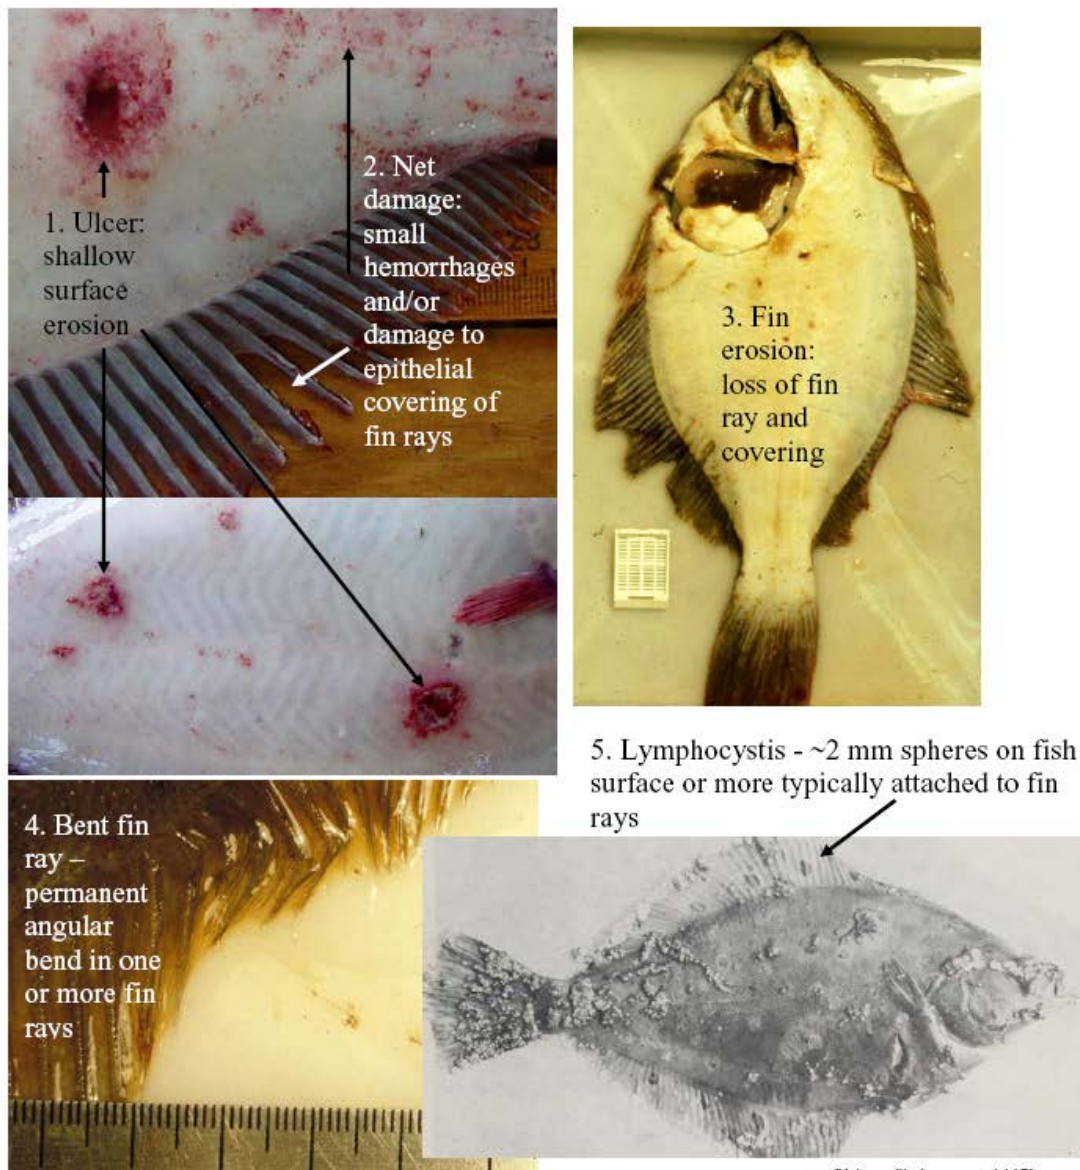 1. Ulcer:
shallow
surface
erosion
2. Net
damage:
small
hemorrhages
and/or
damage to
epithelial
covering of
fin rays
3. Fin
erosion:
loss of fin
ray and
covering
4. Bent fin
ray –
permanent
angular
bend in one
or more fin
rays
5. Lymphocystis - ~2 mm spheres on fish
surface or more typically attached to fin
rays